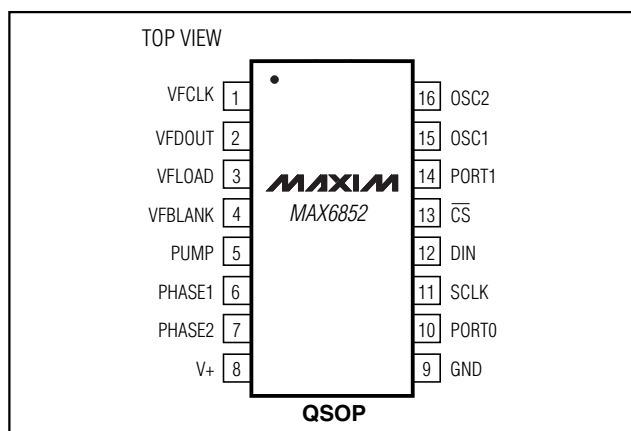 TOP VIEW
VFCLK 1 16 OSC2
VFDOUT 2 15 OSC1
VFLOAD 3 MAXIM 14 PORT1
VFBLANK 4 MAX6852 13 C̅S̅
PUMP 5 12 DIN
PHASE1 6 11 SCLK
PHASE2 7 10 PORT0
V+ 8 9 GND
QSOP